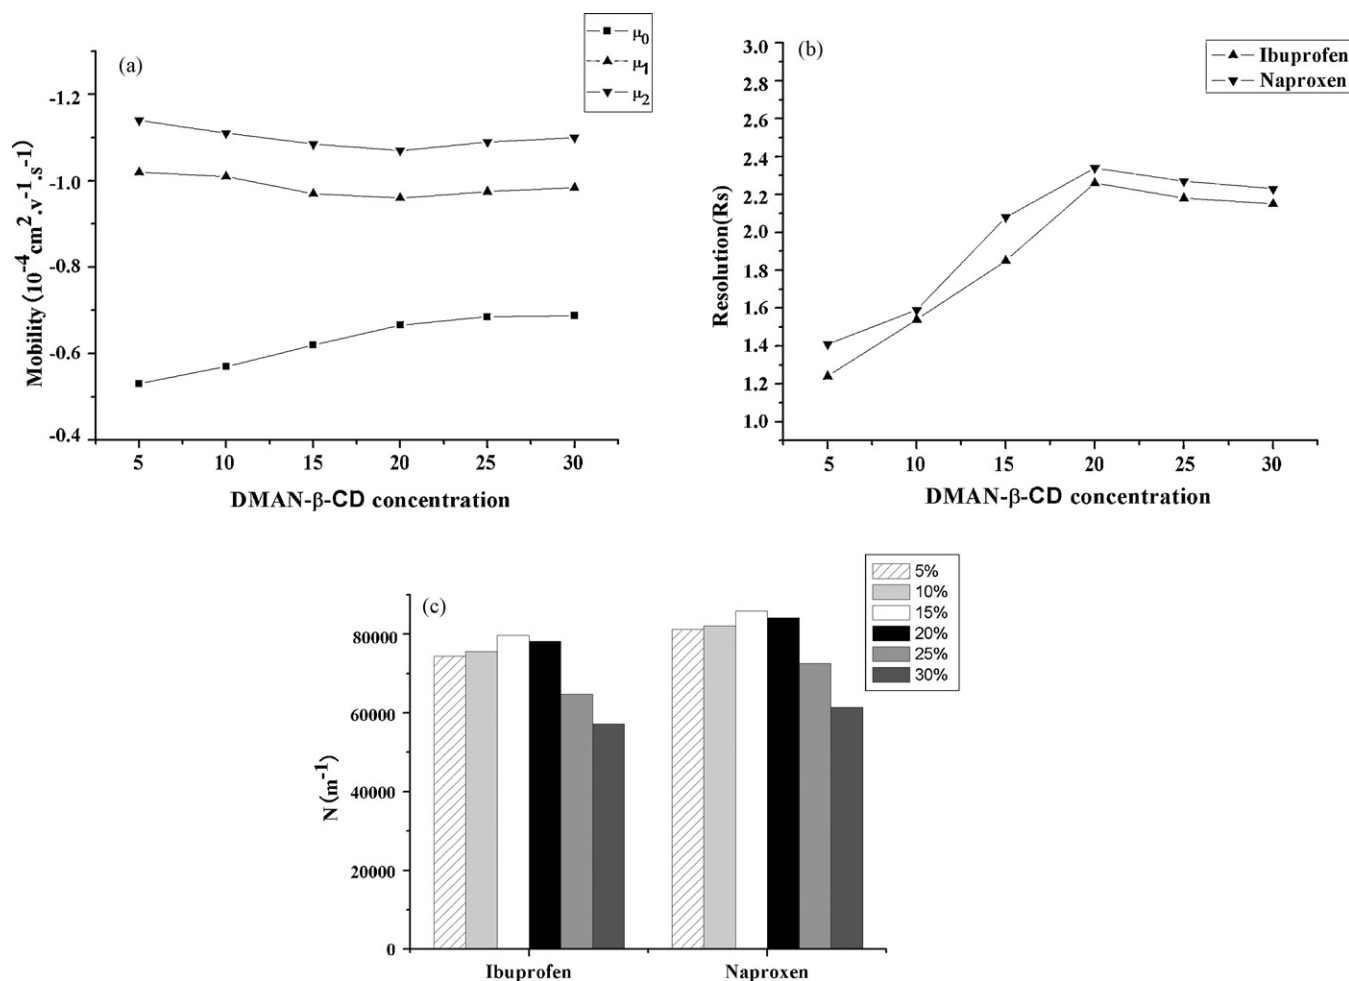 (a)
μ0
μ1
μ2
-1.2
-1.0
-0.8
-0.6
-0.4
Mobility (10-4cm2.v-1.s-1)
5 10 15 20 25 30
DMAN-β-CD concentration
(b)
Ibuprofen
Naproxen
3.0
2.8
2.6
2.4
2.2
2.0
1.8
1.6
1.4
1.2
1.0
Resolution(Rs)
5 10 15 20 25 30
DMAN-β-CD concentration
(c)
5%
10%
15%
20%
25%
30%
80000
60000
40000
20000
0
N (m-1)
Ibuprofen Naproxen